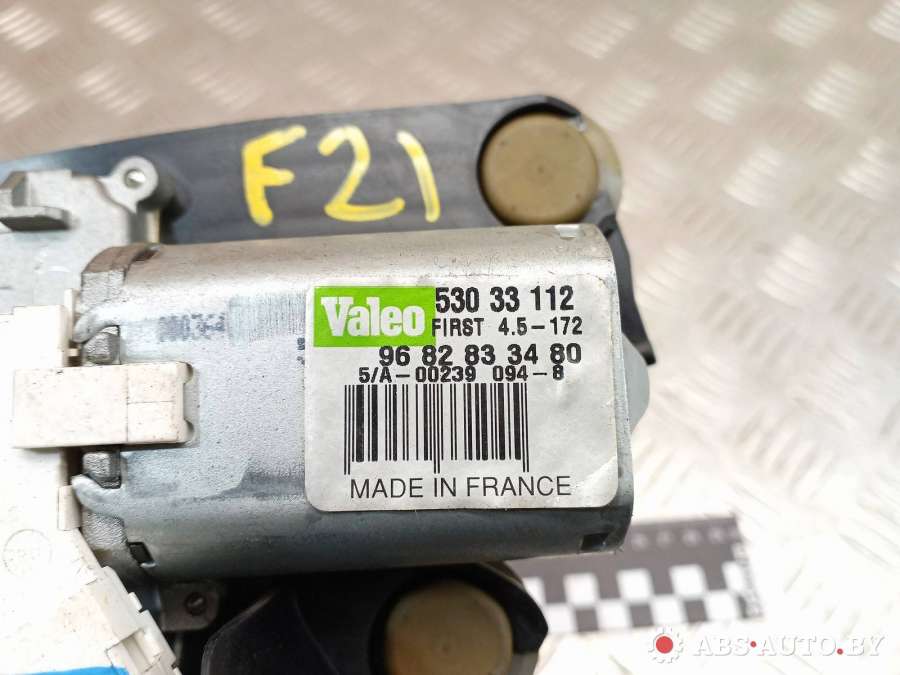 F21
Valeo
530 33 112
FIRST 4.5-172
96 82 83 34 80
5/A-00239 094-8
MADE IN FRANCE
ABS-AUTO.BY